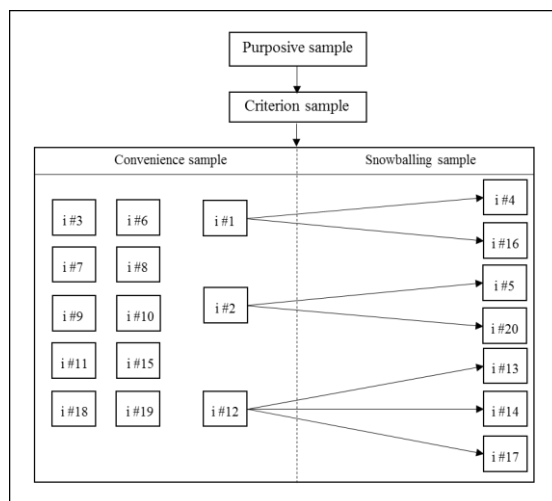 Purposive sample
Criterion sample
Convenience sample
Snowballing sample
i #3
i #6
i #1
i #4
i #16
i #7
i #8
i #2
i #5
i #9
i #10
i #20
i #11
i #15
i #13
i #18
i #19
i #12
i #14
i #17